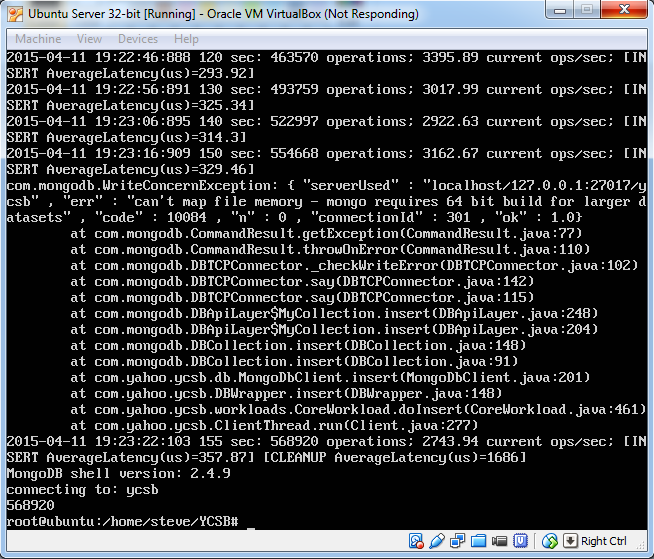 Ubuntu Server 32-bit [Running] - Oracle VM VirtualBox (Not Responding)
Machine View Devices Help
2015-04-11 19:22:46:888 120 sec: 463570 operations; 3395.89 current ops/sec; [IN
SERT AverageLatency(us)=293.92]
2015-04-11 19:22:56:891 130 sec: 493759 operations; 3017.99 current ops/sec; [IN
SERT AverageLatency(us)=325.34]
2015-04-11 19:23:06:895 140 sec: 522997 operations; 2922.63 current ops/sec; [IN
SERT AverageLatency(us)=314.3]
2015-04-11 19:23:16:909 150 sec: 554668 operations; 3162.67 current ops/sec; [IN
SERT AverageLatency(us)=329.46]
com.mongodb.WriteConcernException: { "serverUsed" : "localhost/127.0.0.1:27017/y
csb" , "err" : "can't map file memory - mongo requires 64 bit build for larger d
atasets" , "code" : 10084 , "n" : 0 , "connectionId" : 301 , "ok" : 1.0}
at com.mongodb.CommandResult.getException(CommandResult.java:77)
at com.mongodb.CommandResult.throwOnError(CommandResult.java:110)
at com.mongodb.DBTCPConnector._checkWriteError(DBTCPConnector.java:102)
at com.mongodb.DBTCPConnector.say(DBTCPConnector.java:142)
at com.mongodb.DBTCPConnector.say(DBTCPConnector.java:115)
at com.mongodb.DBApiLayer$MyCollection.insert(DBApiLayer.java:248)
at com.mongodb.DBApiLayer$MyCollection.insert(DBApiLayer.java:204)
at com.mongodb.DBCollection.insert(DBCollection.java:148)
at com.mongodb.DBCollection.insert(DBCollection.java:91)
at com.yahoo.ycsb.db.MongoDbClient.insert(MongoDbClient.java:201)
at com.yahoo.ycsb.DBWrapper.insert(DBWrapper.java:148)
at com.yahoo.ycsb.workloads.CoreWorkload.doInsert(CoreWorkload.java:461)
at com.yahoo.ycsb.ClientThread.run(Client.java:277)
2015-04-11 19:23:22:103 155 sec: 568920 operations; 2743.94 current ops/sec; [IN
SERT AverageLatency(us)=357.87] [CLEANUP AverageLatency(us)=1686]
MongoDB shell version: 2.4.9
connecting to: ycsb
568920
root@ubuntu:/home/steve/YCSB# _
Right Ctrl